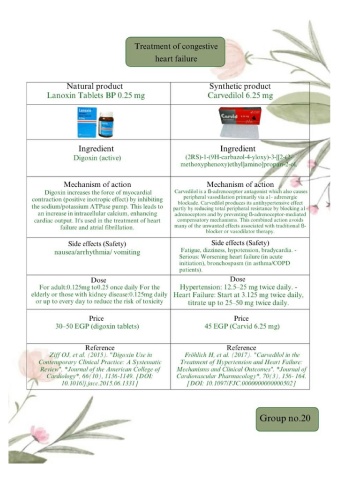 Treatment of congestive
heart failure
Natural product
Lanoxin Tablets BP 0.25 mg
Synthetic product
Carvedilol 6.25 mg
Ingredient
Digoxin (active)
Ingredient
(2RS)-1-(9H-carbazol-4-yloxy)-3-[[2-(2-
methoxyphenoxy)ethyl]amino]propan-2-ol.
Mechanism of action
Digoxin increases the force of myocardial
contraction (positive inotropic effect) by inhibiting
the sodium/potassium ATPase pump. This leads to
an increase in intracellular calcium, enhancing
cardiac output. It's used in the treatment of heart
failure and atrial fibrillation.
Mechanism of action
Carvedilol is a B-adrenoceptor antagonist which also causes
peripheral vasodilation primarily via a1- adrenergic
blockade. Carvedilol produces its antihypertensive effect
partly by reducing total peripheral resistance by blocking a1-
adrenoceptors and by preventing B-adrenoceptor-mediated
compensatory mechanisms. This combined action avoids
many of the unwanted effects associated with traditional B-
blocker or vasodilator therapy.
Side effects (Safety)
nausea/arrhythmia/ vomiting
Side effects (Safety)
Fatigue, dizziness, hypotension, bradycardia. -
Serious: Worsening heart failure (in acute
initiation), bronchospasm (in asthma/COPD
patients).
Dose
For adult:0.125mg to0.25 once daily For the
elderly or those with kidney disease:0.125mg daily
or up to every day to reduce the risk of toxicity
Dose
Hypertension: 12.5–25 mg twice daily. -
Heart Failure: Start at 3.125 mg twice daily,
titrate up to 25–50 mg twice daily.
Price
30–50 EGP (digoxin tablets)
Price
45 EGP (Carvid 6.25 mg)
Reference
Ziff OJ, et al. (2015). "Digoxin Use in
Contemporary Clinical Practice: A Systematic
Review". *Journal of the American College of
Cardiology*, 66(10), 1136-1149. [DOI:
10.1016/j.jacc.2015.06.1331]
Reference
Fröhlich H, et al. (2017). "Carvedilol in the
Treatment of Hypertension and Heart Failure:
Mechanisms and Clinical Outcomes". *Journal of
Cardiovascular Pharmacology*, 70(3), 156–164.
[DOI: 10.1097/FJC.0000000000000502]
Group no.20